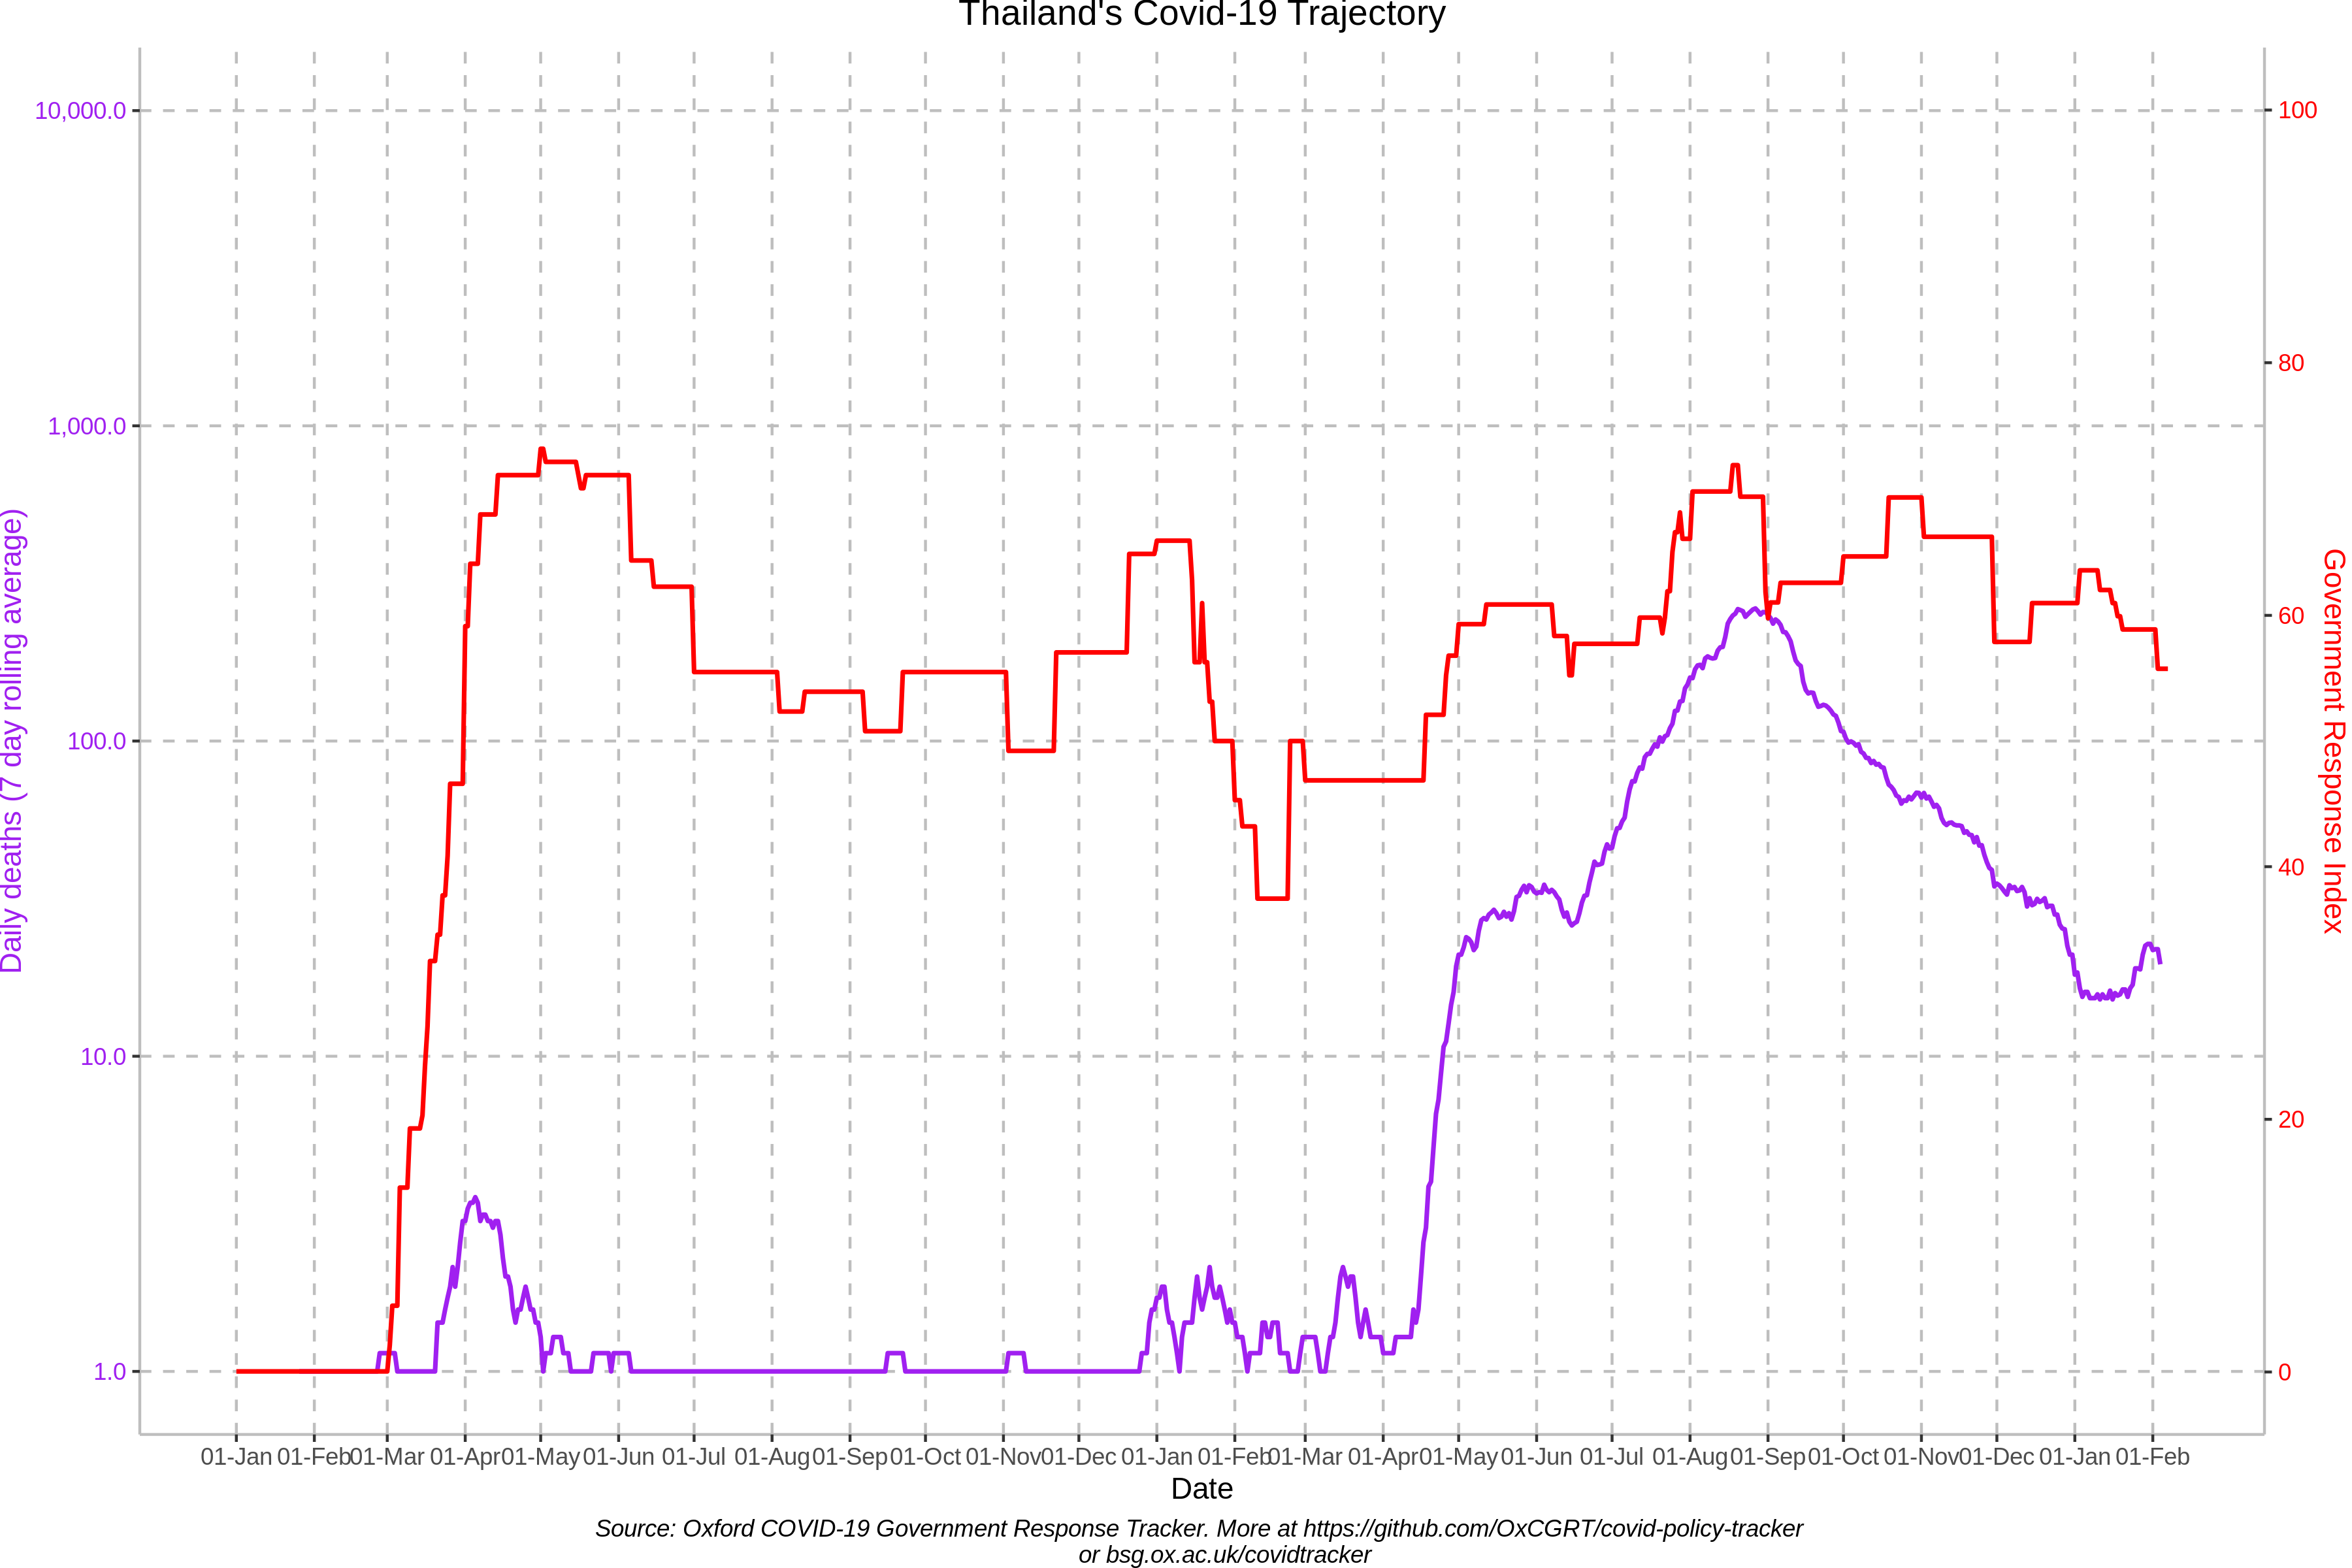 Thailand's Covid-19 Trajectory
10,000.0
1,000.0
100.0
10.0
1.0
Daily deaths (7 day rolling average)
100
80
60
40
20
0
Government Response Index
01-Jan 01-Feb 01-Mar 01-Apr 01-May 01-Jun 01-Jul 01-Aug 01-Sep 01-Oct 01-Nov 01-Dec 01-Jan 01-Feb 01-Mar 01-Apr 01-May 01-Jun 01-Jul 01-Aug 01-Sep 01-Oct 01-Nov 01-Dec 01-Jan 01-Feb
Date
Source: Oxford COVID-19 Government Response Tracker. More at https://github.com/OxCGRT/covid-policy-tracker
or bsg.ox.ac.uk/covidtracker